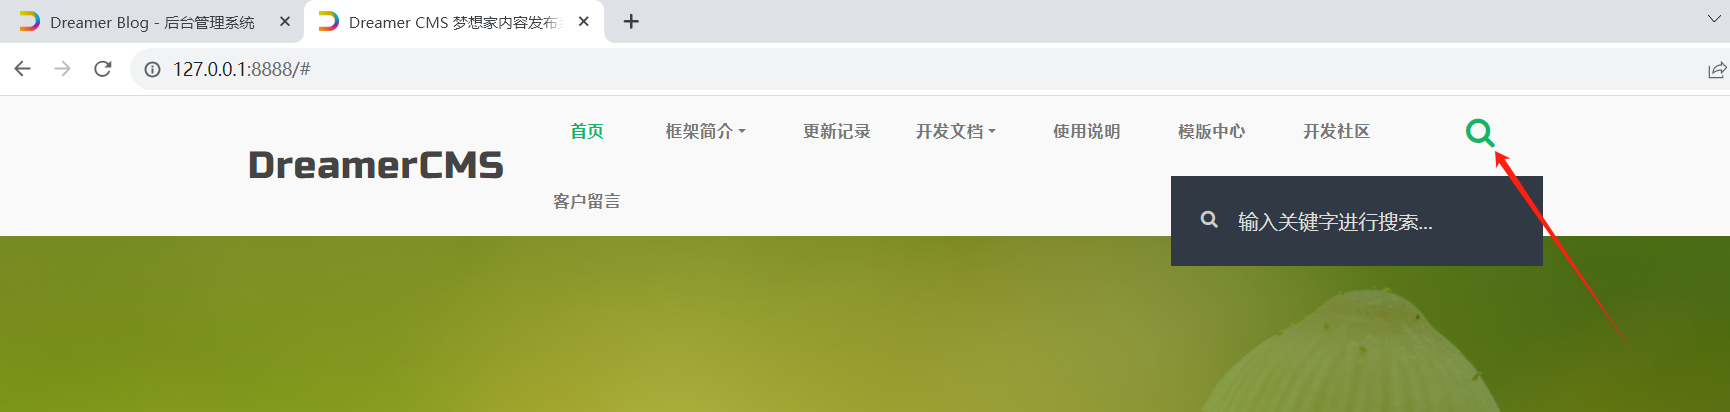 Dreamer Blog - 后台管理系统
Dreamer CMS 梦想家内容发布
127.0.0.1:8888/#
首页 框架简介 更新记录 开发文档 使用说明 模版中心 开发社区
DreamerCMS
客户留言
输入关键字进行搜索...